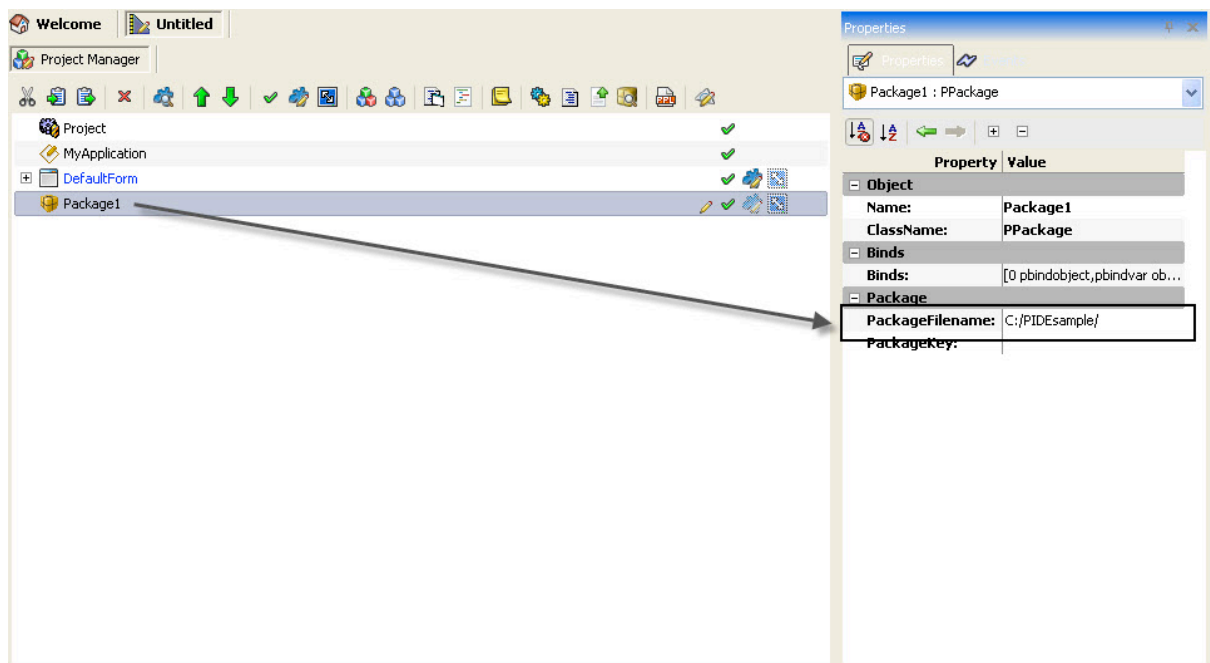 Welcome
Untitled
Project Manager
Project
MyApplication
DefaultForm
Package1
Properties
Properties
Package1 : PPackage
Property Value
Object
Name: Package1
ClassName: PPackage
Binds
Binds: [0 pbindobject,pbindvar ob...
Package
PackageFilename: C:/PIDEsample/
PackageKey: